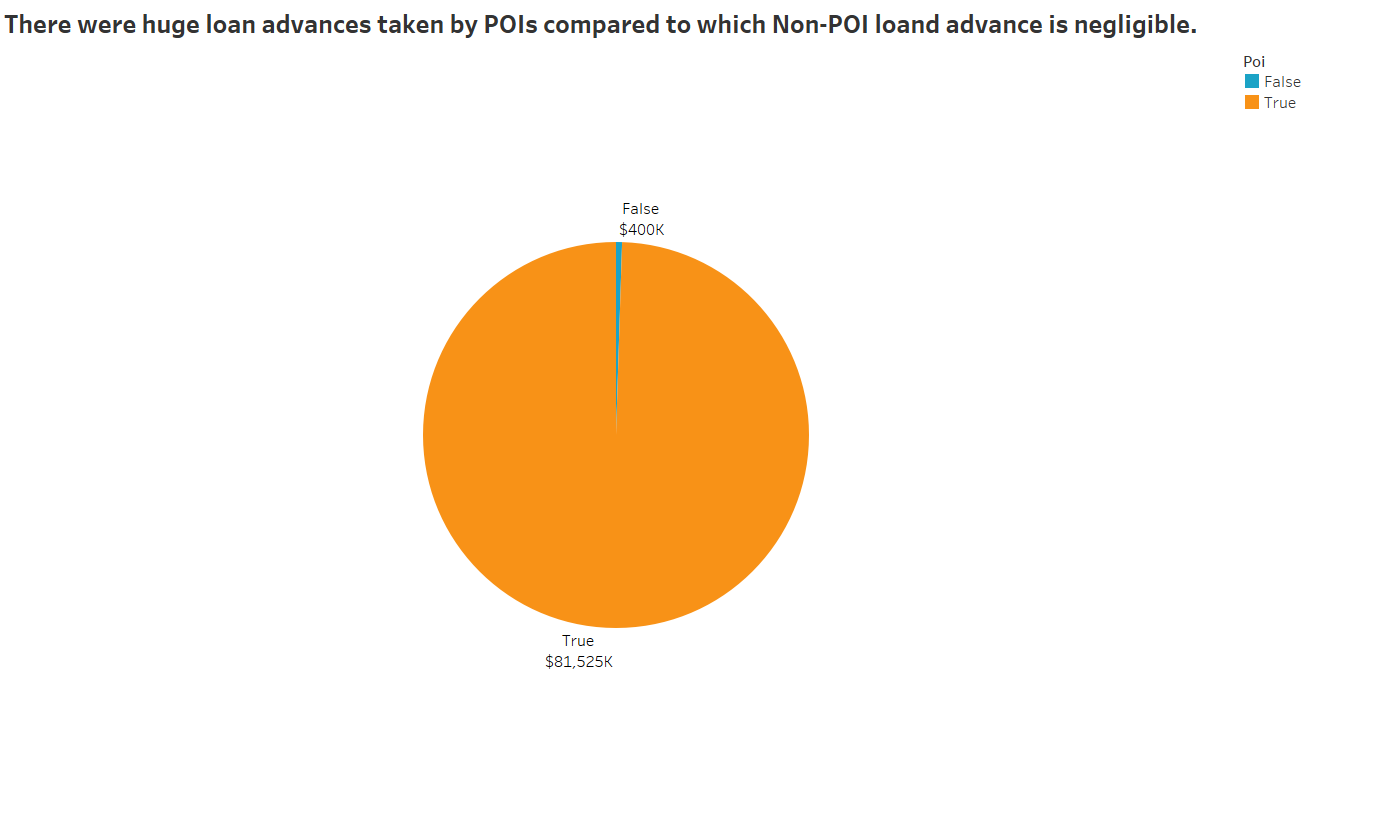 There were huge loan advances taken by POIs compared to which Non-POI loand advance is negligible.
Poi
False
True
False
$400K
True
$81,525K